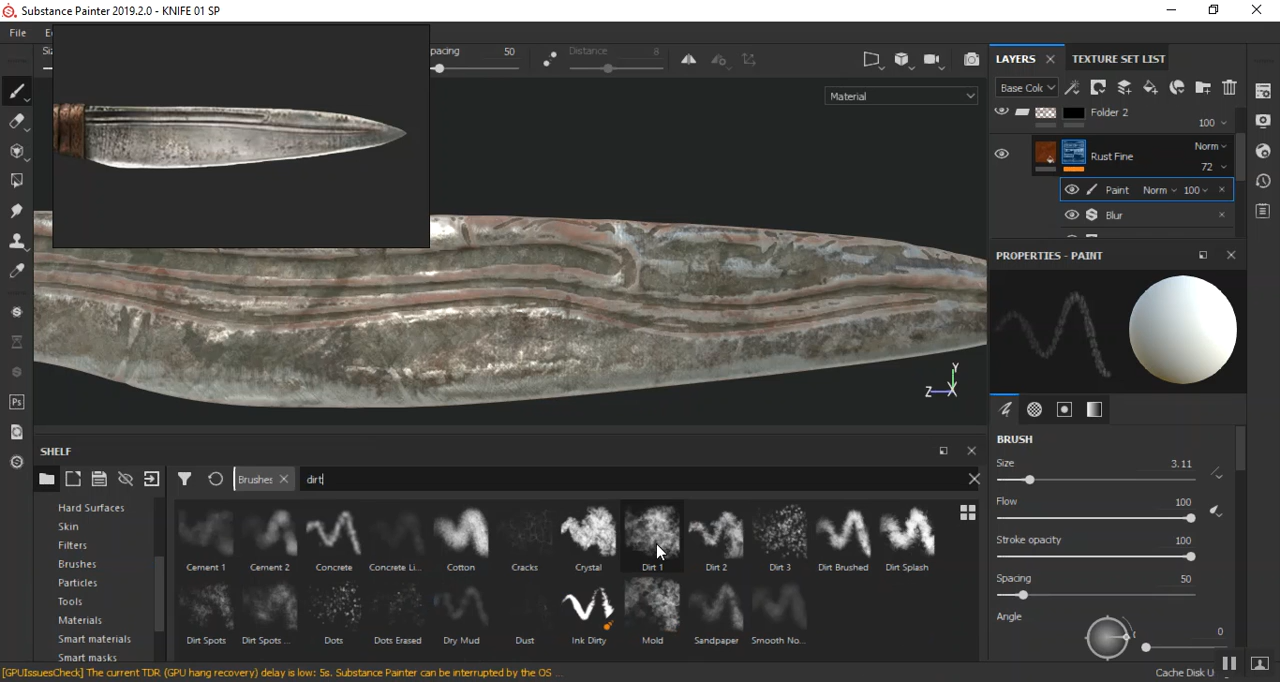 Substance Painter 2019.2.0 - KNIFE 01 SP
File
Siz
pacing 50
Distance 8
Material
LAYERS
TEXTURE SET LIST
Base Col
Folder 2
100
Rust Fine
Norm
72
Paint Norm 100
Blur
PROPERTIES - PAINT
Y
Z X
BRUSH
Size 3.11
Flow 100
Stroke opacity 100
Spacing 50
Angle 0
SHELF
Brushes
dirt
Hard Surfaces
Skin
Filters
Brushes
Particles
Tools
Materials
Smart materials
Smart masks
Cement 1 Cement 2 Concrete Concrete Li... Cotton Cracks Crystal Dirt 1 Dirt 2 Dirt 3 Dirt Brushed Dirt Splash
Dirt Spots Dirt Spots ... Dots Dots Erased Dry Mud Dust Ink Dirty Mold Sandpaper Smooth No...
[GPUIssuesCheck] The current TDR (GPU hang recovery) delay is low: 5s. Substance Painter can be interrupted by the OS ...
Cache Disk U
Ps